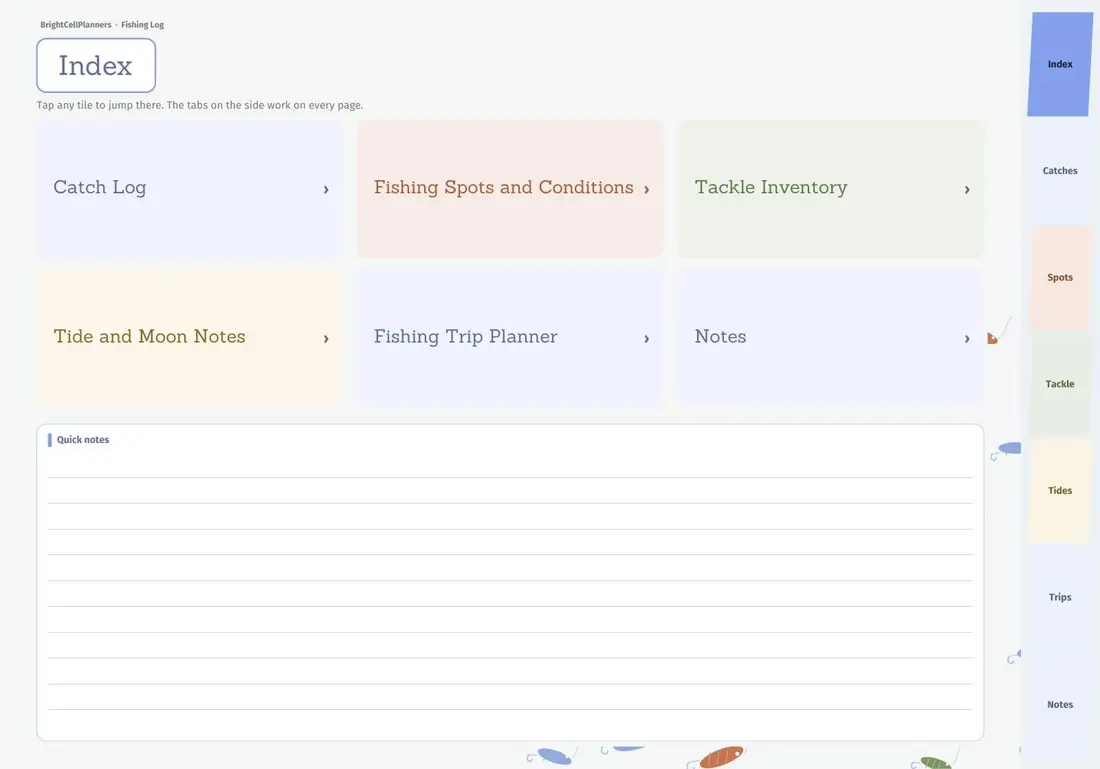 BrightCellPlanners · Fishing Log
Index
Tap any tile to jump there. The tabs on the side work on every page.
Catch Log ›
Fishing Spots and Conditions ›
Tackle Inventory ›
Tide and Moon Notes ›
Fishing Trip Planner ›
Notes ›
Quick notes
Index
Catches
Spots
Tackle
Tides
Trips
Notes